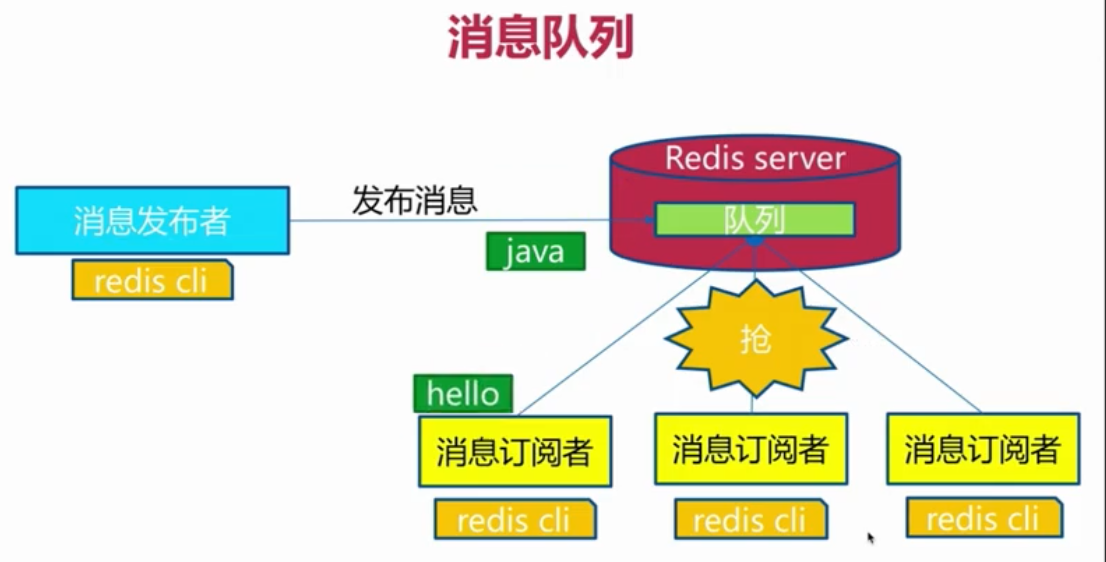 消息队列
Redis server
消息发布者
发布消息
队列
java
redis cli
抢
hello
消息订阅者
消息订阅者
消息订阅者
redis cli
redis cli
redis cli